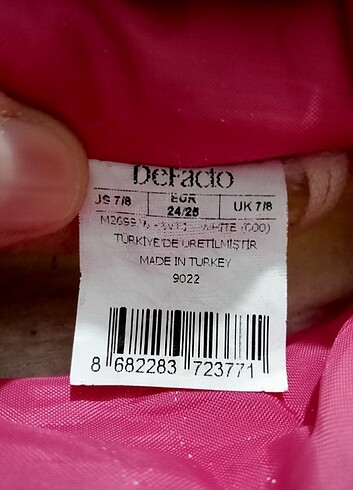 DeFacto
US 7/8 EUR 24/25 UK 7/8
WHITE (600)
TÜRKİYE'DE ÜRETİLMİŞTİR
MADE IN TURKEY
9022
8 682283 723771